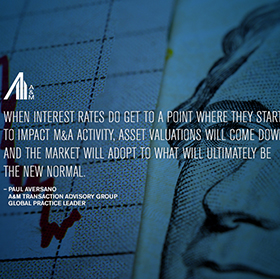 A&M
WHEN INTEREST RATES DO GET TO A POINT WHERE THEY START
TO IMPACT M&A ACTIVITY, ASSET VALUATIONS WILL COME DOWN
AND THE MARKET WILL ADOPT TO WHAT WILL ULTIMATELY BE
THE NEW NORMAL.
– PAUL AVERSANO
A&M TRANSACTION ADVISORY GROUP
GLOBAL PRACTICE LEADER